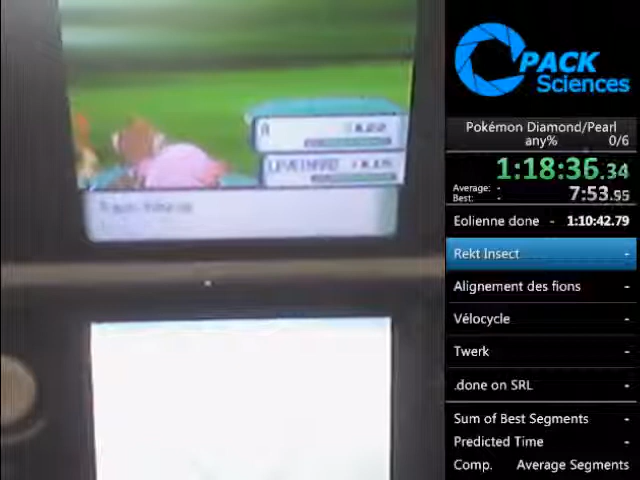 PACK
Sciences
Pokémon Diamond/Pearl
any% 0/6
1:18:36.34
Average: -
Best: - 7:53.95
Eolienne done - 1:10:42.79
Rekt Insect -
Alignement des fions -
Vélocycle -
Twerk -
.done on SRL -
Sum of Best Segments -
Predicted Time -
Comp. Average Segments